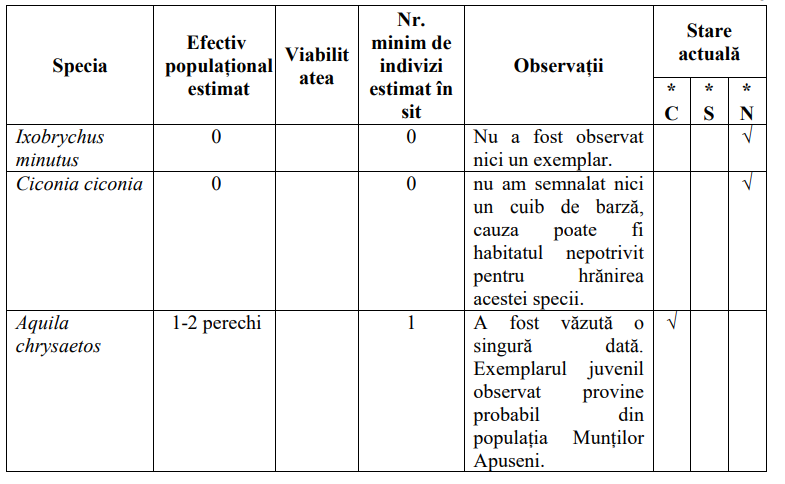 Specia
Efectiv
populațional
estimat
Viabilit
atea
Nr.
minim de
indivizi
estimat în
sit
Observații
Stare
actuală
*
C
*
S
*
N
Ixobrychus
minutus
0
0
Nu a fost observat
nici un exemplar.
√
Ciconia ciconia
0
0
nu am semnalat nici
un cuib de barză,
cauza poate fi
habitatul nepotrivit
pentru hrănirea
acestei specii.
√
Aquila
chrysaetos
1-2 perechi
1
A fost văzută o
singură dată.
Exemplarul juvenil
observat provine
probabil din
populația Munților
Apuseni.
√